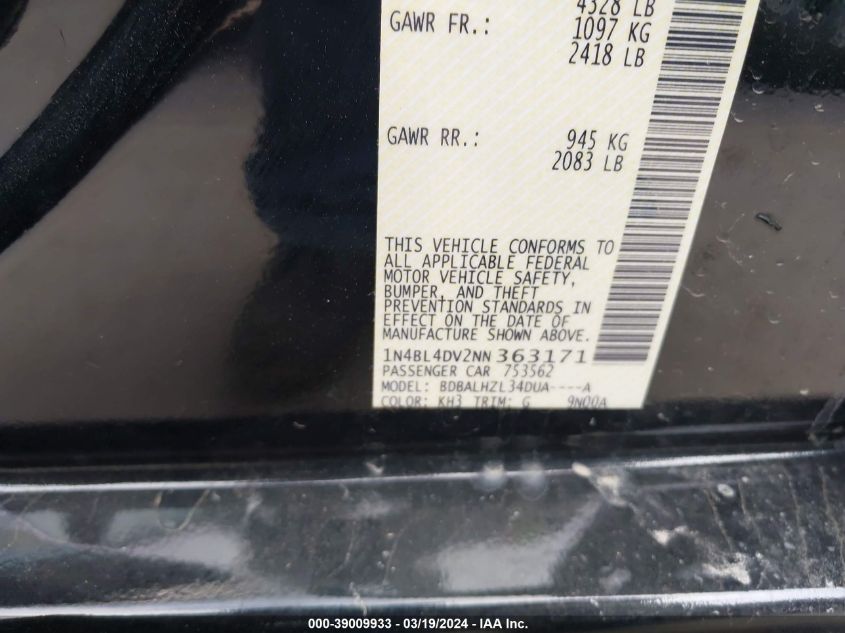 4328 LB
GAWR FR.: 1097 KG
2418 LB
GAWR RR.: 945 KG
2083 LB
THIS VEHICLE CONFORMS TO
ALL APPLICABLE FEDERAL
MOTOR VEHICLE SAFETY,
BUMPER, AND THEFT
PREVENTION STANDARDS IN
EFFECT ON THE DATE OF
MANUFACTURE SHOWN ABOVE.
1N4BL4DV2NN363171
PASSENGER CAR 753562
MODEL: BDBALHZL34DUA----A
COLOR: KH3 TRIM: G 9N00A
000-39009933 - 03/19/2024 - IAA Inc.